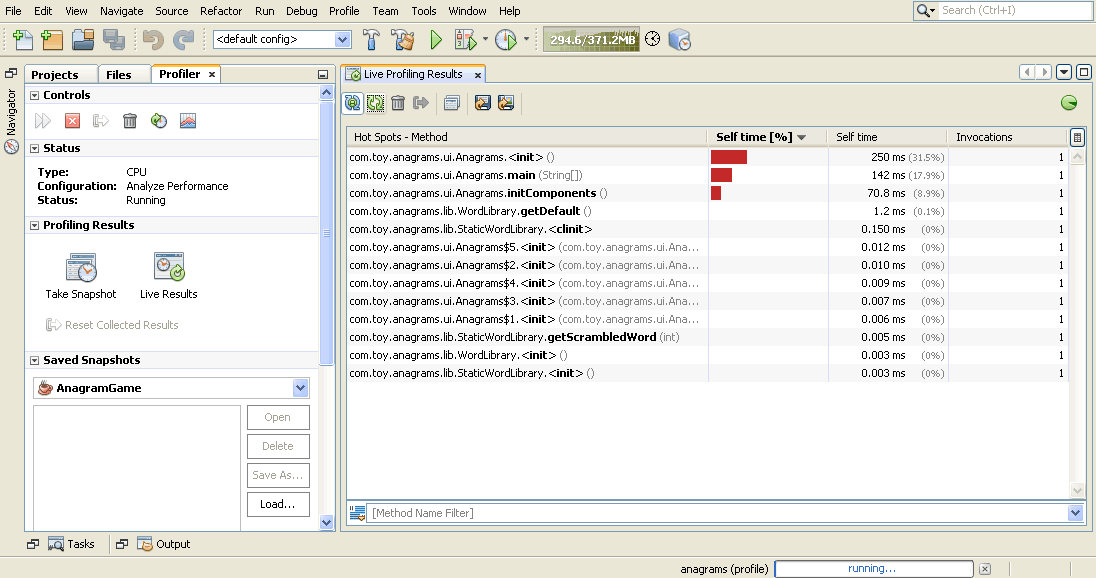 File Edit View Navigate Source Refactor Run Debug Profile Team Tools Window Help
Search (Ctrl+I)
<default config>
294.6/371.2MB
Projects Files Profiler
Live Profiling Results
Navigator
Controls
Status
Type: CPU
Configuration: Analyze Performance
Status: Running
Profiling Results
Take Snapshot Live Results
Reset Collected Results
Saved Snapshots
AnagramGame
Open
Delete
Save As...
Load...
Hot Spots - Method Self time [%] Self time Invocations
com.toy.anagrams.ui.Anagrams.<init> () 250 ms (31.5%) 1
com.toy.anagrams.ui.Anagrams.main (String[]) 142 ms (17.9%) 1
com.toy.anagrams.ui.Anagrams.initComponents () 70.8 ms (8.9%) 1
com.toy.anagrams.lib.WordLibrary.getDefault () 1.2 ms (0.1%) 1
com.toy.anagrams.lib.StaticWordLibrary.<clinit> 0.150 ms (0%) 1
com.toy.anagrams.ui.Anagrams$5.<init> (com.toy.anagrams.ui.Ana... 0.012 ms (0%) 1
com.toy.anagrams.ui.Anagrams$2.<init> (com.toy.anagrams.ui.Ana... 0.010 ms (0%) 1
com.toy.anagrams.ui.Anagrams$4.<init> (com.toy.anagrams.ui.Ana... 0.009 ms (0%) 1
com.toy.anagrams.ui.Anagrams$3.<init> (com.toy.anagrams.ui.Ana... 0.007 ms (0%) 1
com.toy.anagrams.ui.Anagrams$1.<init> (com.toy.anagrams.ui.Ana... 0.006 ms (0%) 1
com.toy.anagrams.lib.StaticWordLibrary.getScrambledWord (int) 0.005 ms (0%) 1
com.toy.anagrams.lib.WordLibrary.<init> () 0.003 ms (0%) 1
com.toy.anagrams.lib.StaticWordLibrary.<init> () 0.003 ms (0%) 1
[Method Name Filter]
Tasks Output
anagrams (profile) running...